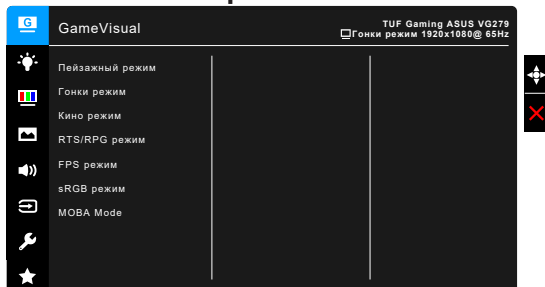 G
GameVisual
TUF Gaming ASUS VG279
Гонки режим 1920x1080@ 65Hz
Пейзажный режим
Гонки режим
Кино режим
RTS/RPG режим
FPS режим
sRGB режим
MOBA Mode